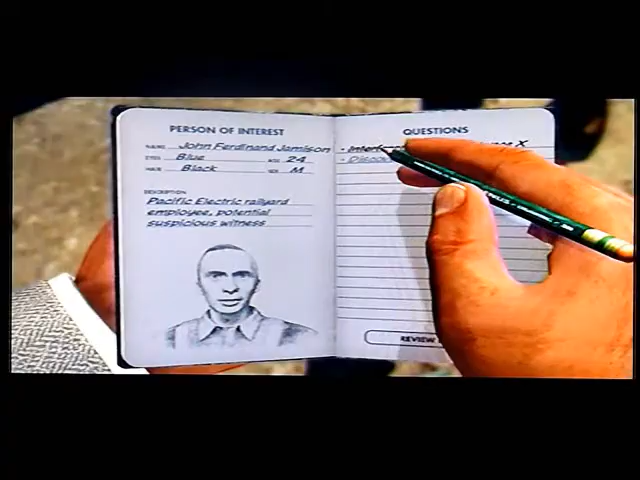 PERSON OF INTEREST
NAME John Ferdinand Jamison
EYES Blue AGE 24
HAIR Black SEX M
DESCRIPTION
Pacific Electric railyard
employee, potential
suspicious witness
QUESTIONS
X
REVIEW